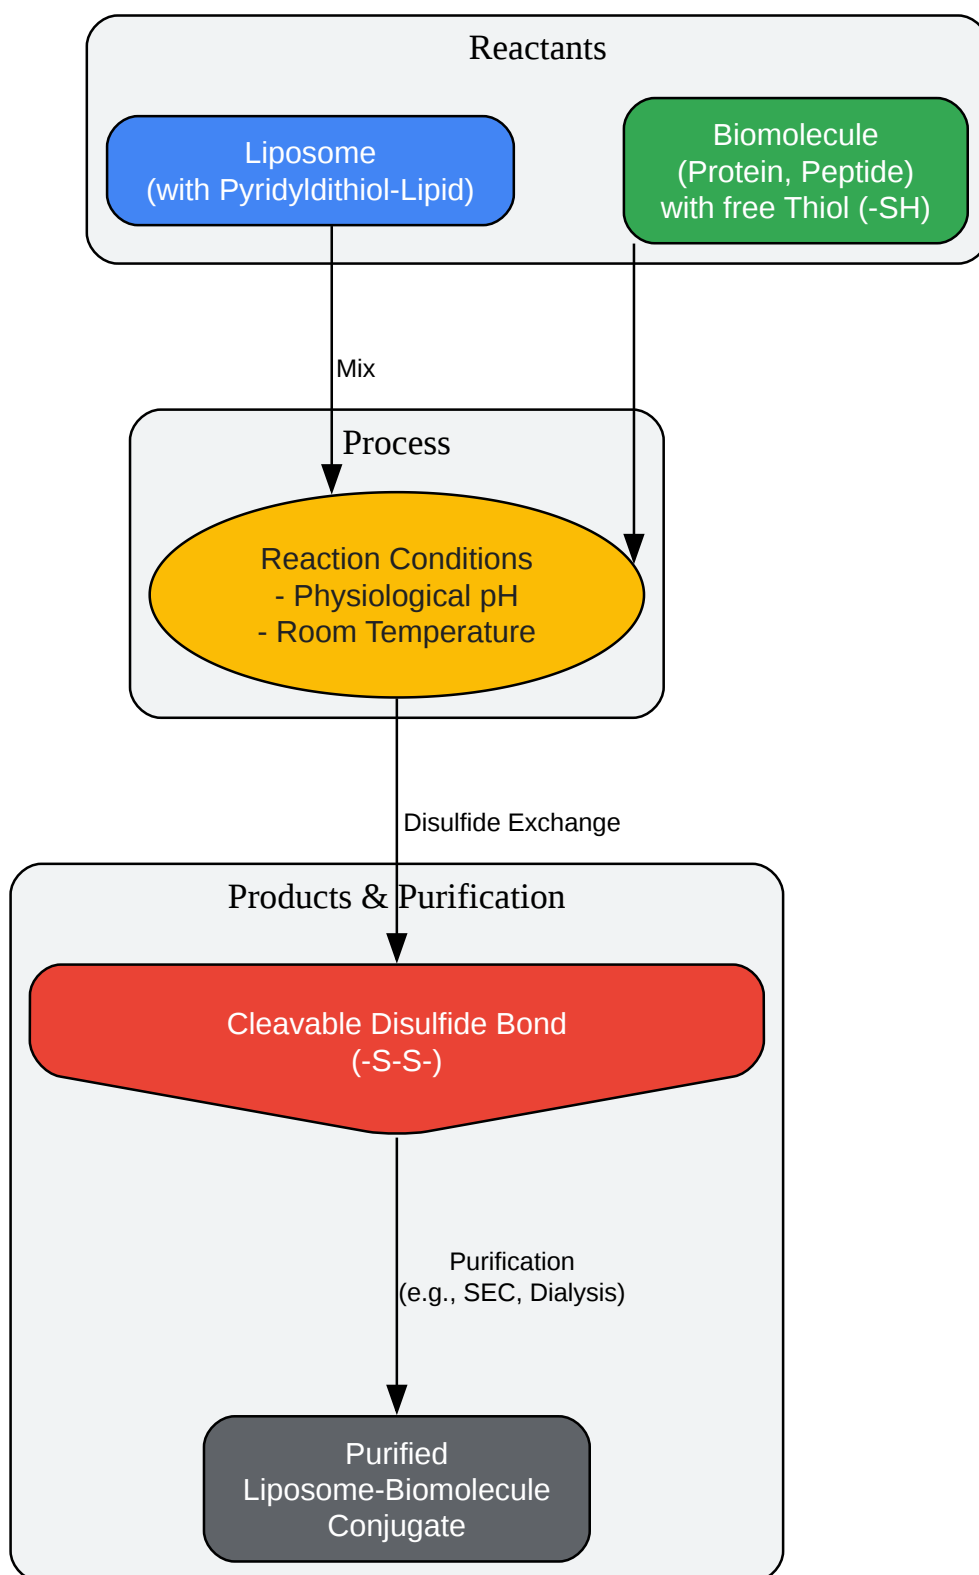 Reactants
Liposome
(with Pyridyldithiol-Lipid)
Biomolecule
(Protein, Peptide)
with free Thiol (-SH)
Mix
Process
Reaction Conditions
- Physiological pH
- Room Temperature
Disulfide Exchange
Products & Purification
Cleavable Disulfide Bond
(-S-S-)
Purification
(e.g., SEC, Dialysis)
Purified
Liposome-Biomolecule
Conjugate